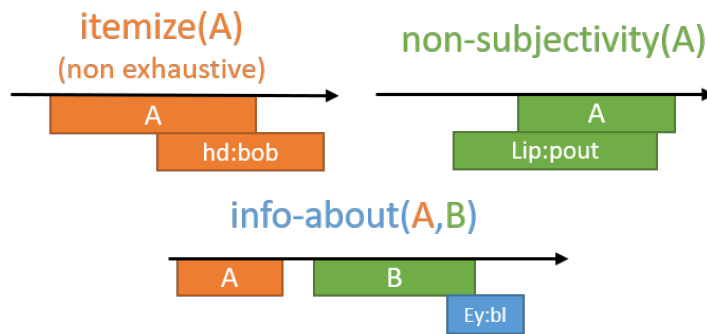 itemize(A)
(non exhaustive)
A
hd:bob
non-subjectivity(A)
A
Lip:pout
info-about(A,B)
A
B
Ey:bl